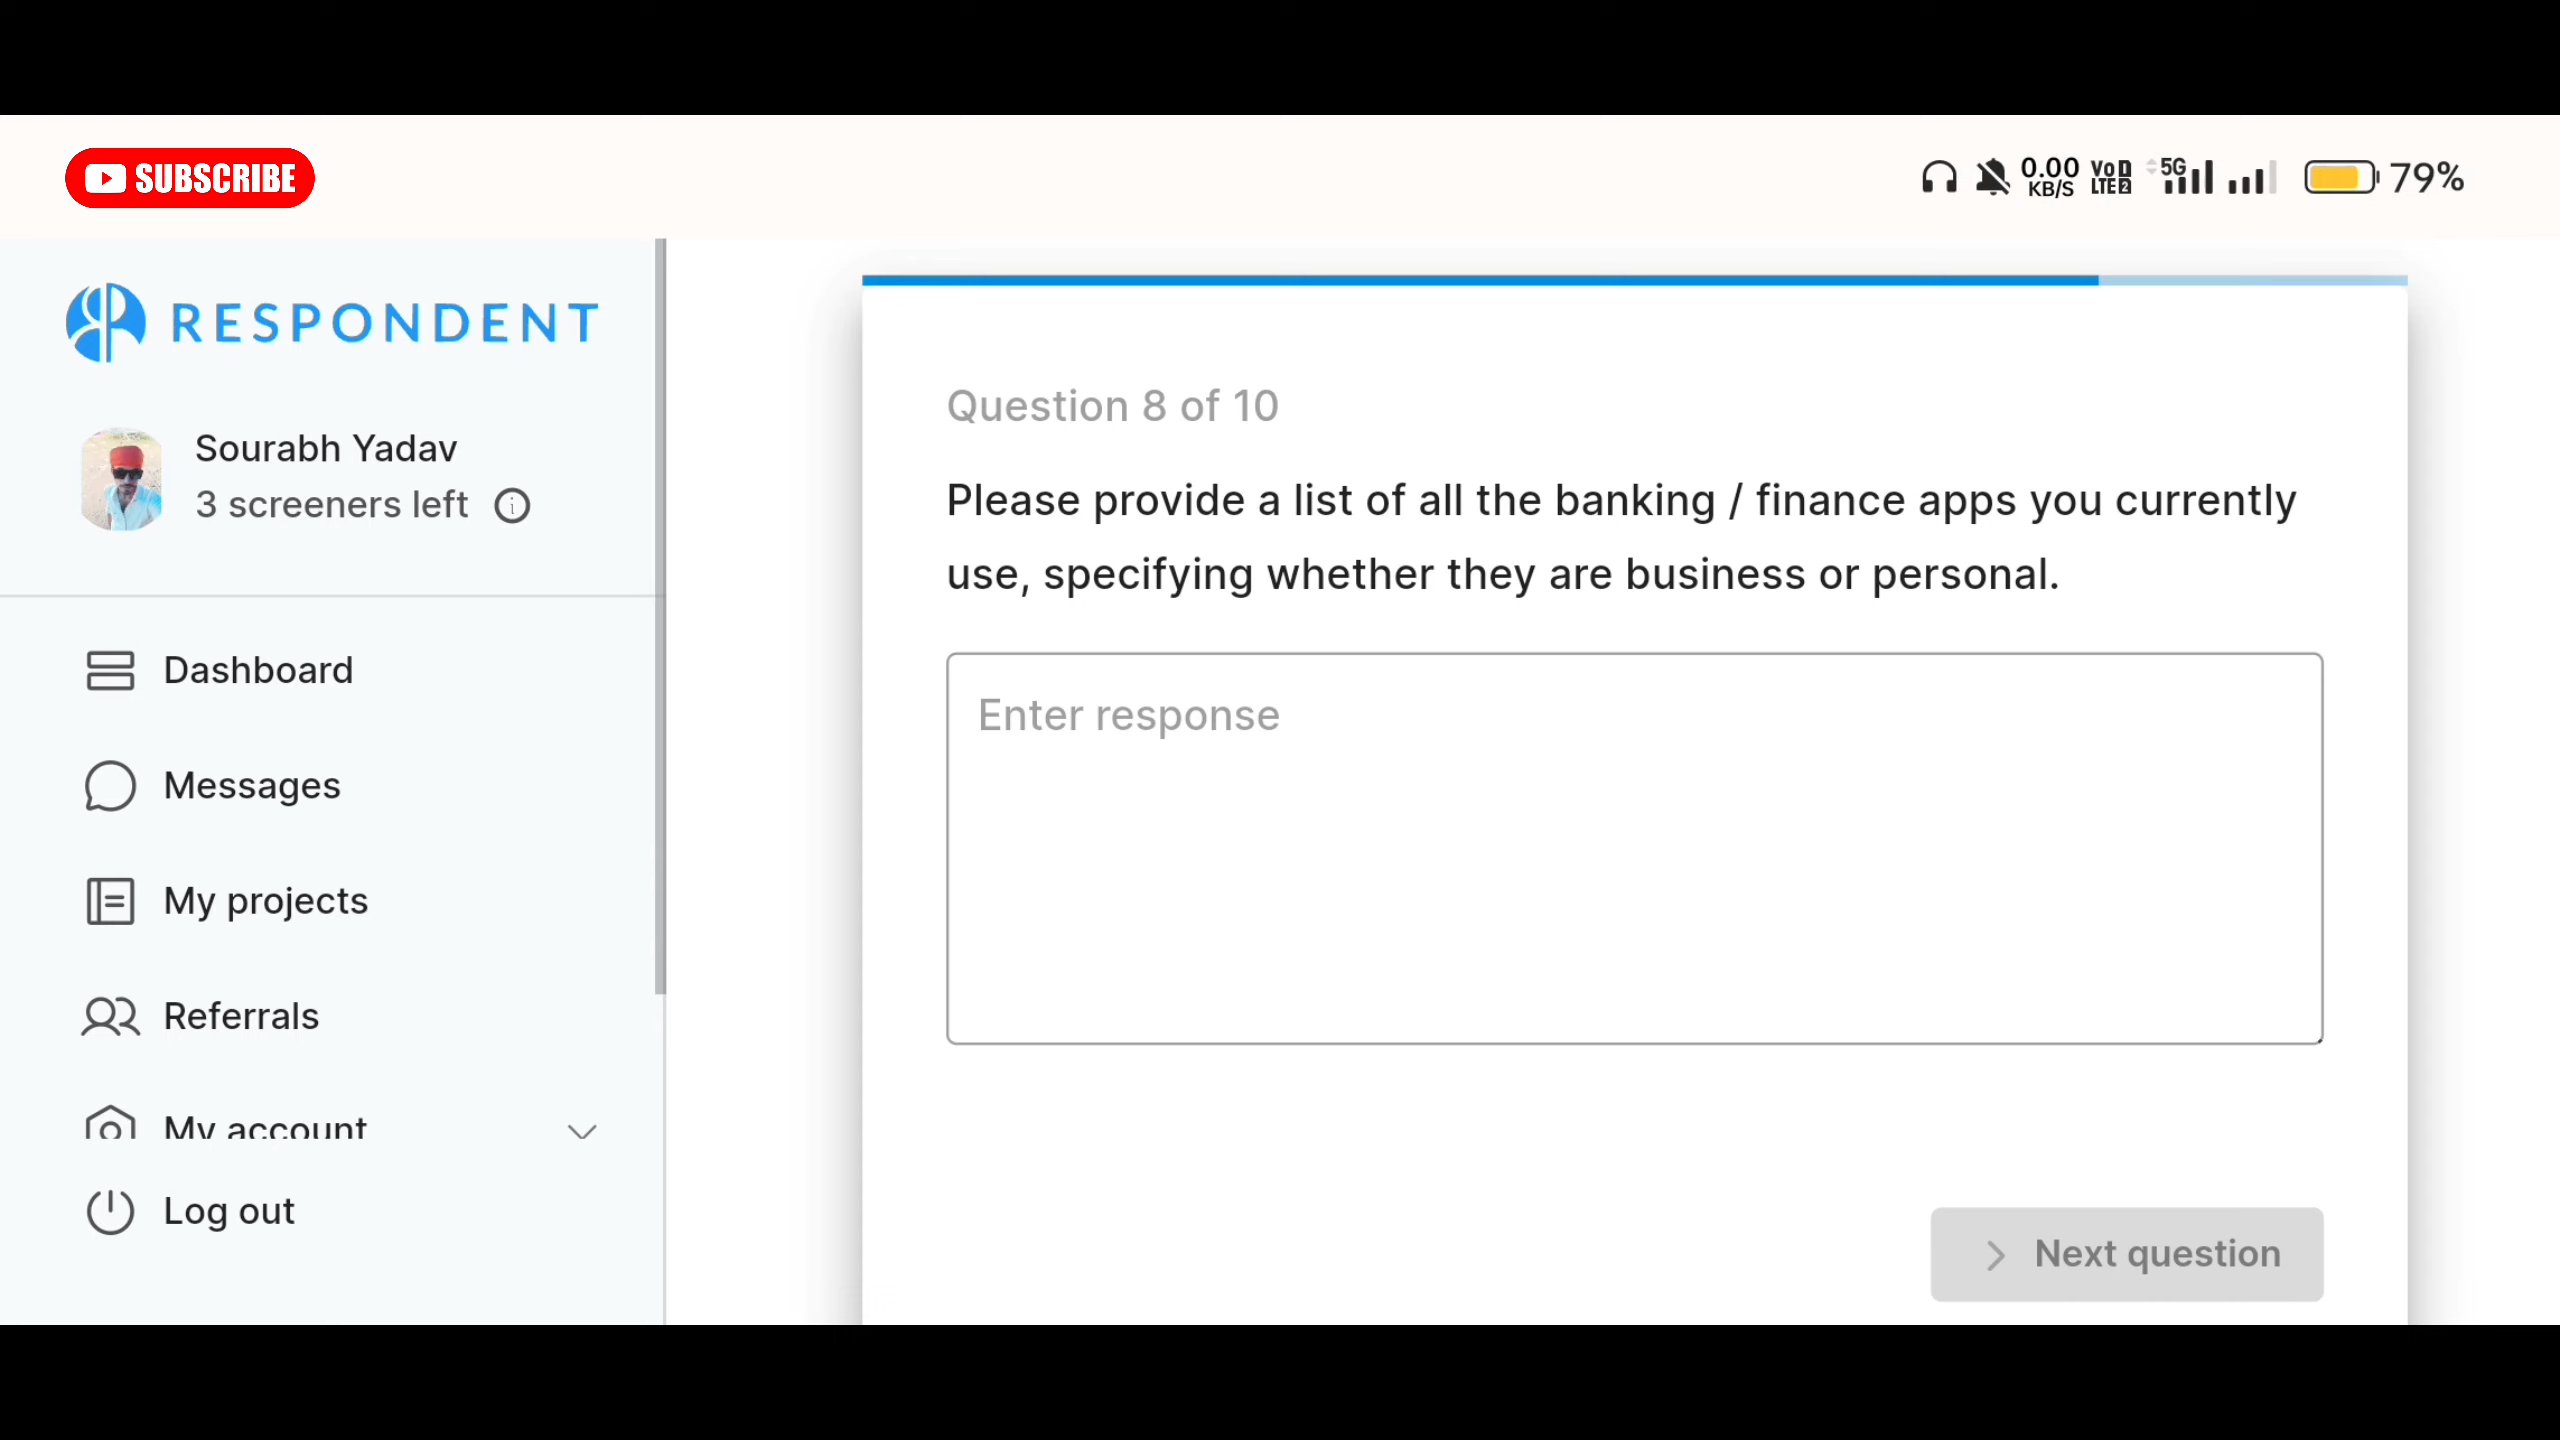 SUBSCRIBE
0.00 KB/S VoD LTE2 5G 79%
RESPONDENT
Sourabh Yadav
3 screeners left
Dashboard
Messages
My projects
Referrals
My account
Log out
Question 8 of 10
Please provide a list of all the banking / finance apps you currently
use, specifying whether they are business or personal.
Enter response
Next question